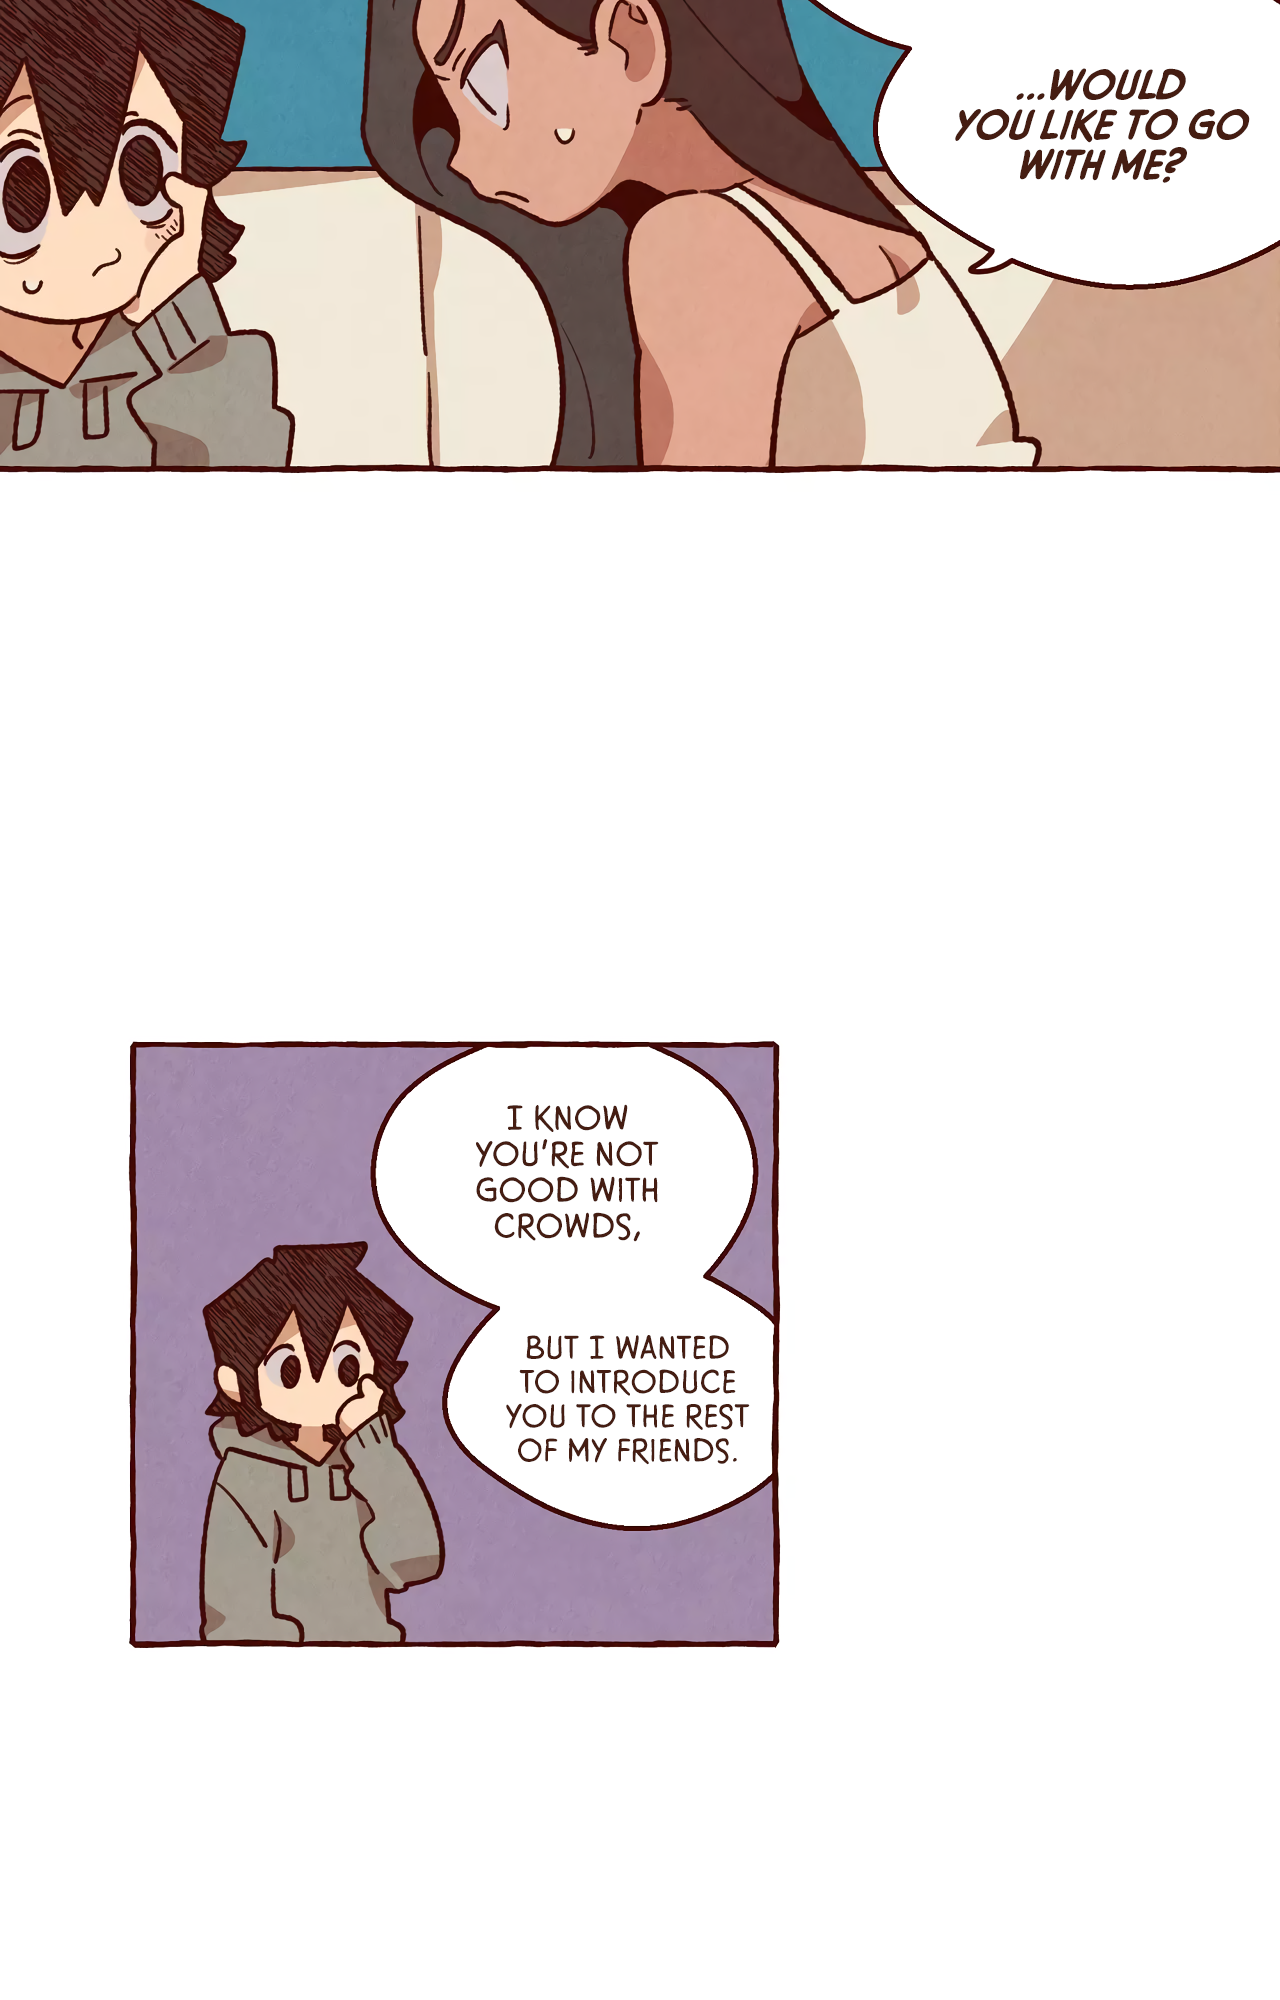 ...WOULD
YOU LIKE TO GO
WITH ME?
I KNOW
YOU'RE NOT
GOOD WITH
CROWDS,
BUT I WANTED
TO INTRODUCE
YOU TO THE REST
OF MY FRIENDS.